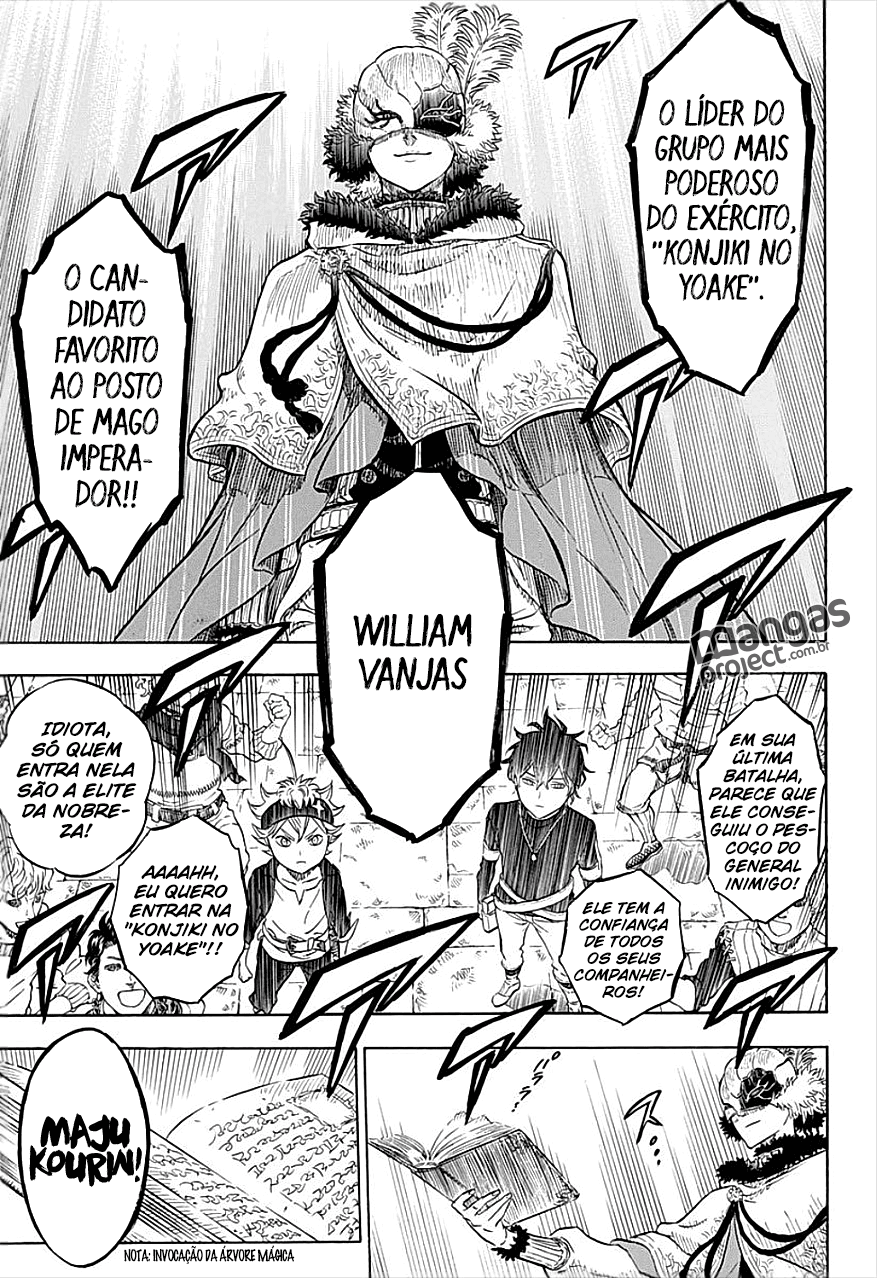 O LÍDER DO
GRUPO MAIS
PODEROSO
DO EXÉRCITO,
"KONJIKI NO
YOAKE".
O CAN-
DIDATO
FAVORITO
AO POSTO
DE MAGO
IMPERA-
DOR!!
WILLIAM
VANJAS
mangas
project.com.br
EM SUA
ÚLTIMA
BATALHA,
PARECE QUE
ELE CONSE-
GUIU O PES-
COÇO DO
GENERAL
INIMIGO!
ELE TEM A
CONFIANÇA
DE TODOS
OS SEUS
COMPANHEI-
ROS!
AAAAHH,
EU QUERO
ENTRAR NA
"KONJIKI NO
YOAKE"!!
IDIOTA,
SÓ QUEM
ENTRA NELA
SÃO A ELITE
DA NOBRE-
ZA!
MAJU
KOURIN!
NOTA: INVOCAÇÃO DA ÁRVORE MÁGICA